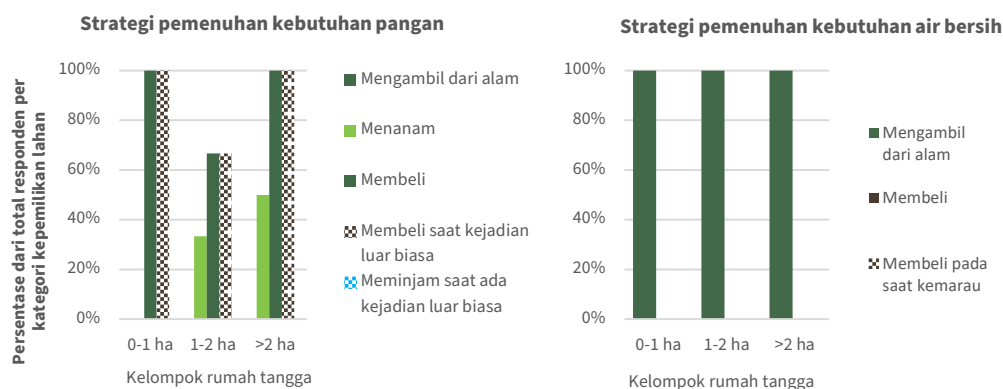 Strategi pemenuhan kebutuhan pangan
Persentase dari total responden per
kategori kepemilikan lahan
100%
80%
60%
40%
20%
0%
0-1 ha
1-2 ha
>2 ha
Kelompok rumah tangga
Mengambil dari alam
Menanam
Membeli
Membeli saat kejadian
luar biasa
Meminjam saat ada
kejadian luar biasa
Strategi pemenuhan kebutuhan air bersih
100%
80%
60%
40%
20%
0%
0-1 ha
1-2 ha
>2 ha
Kelompok rumah tangga
Mengambil
dari alam
Membeli
Membeli pada
saat kemarau